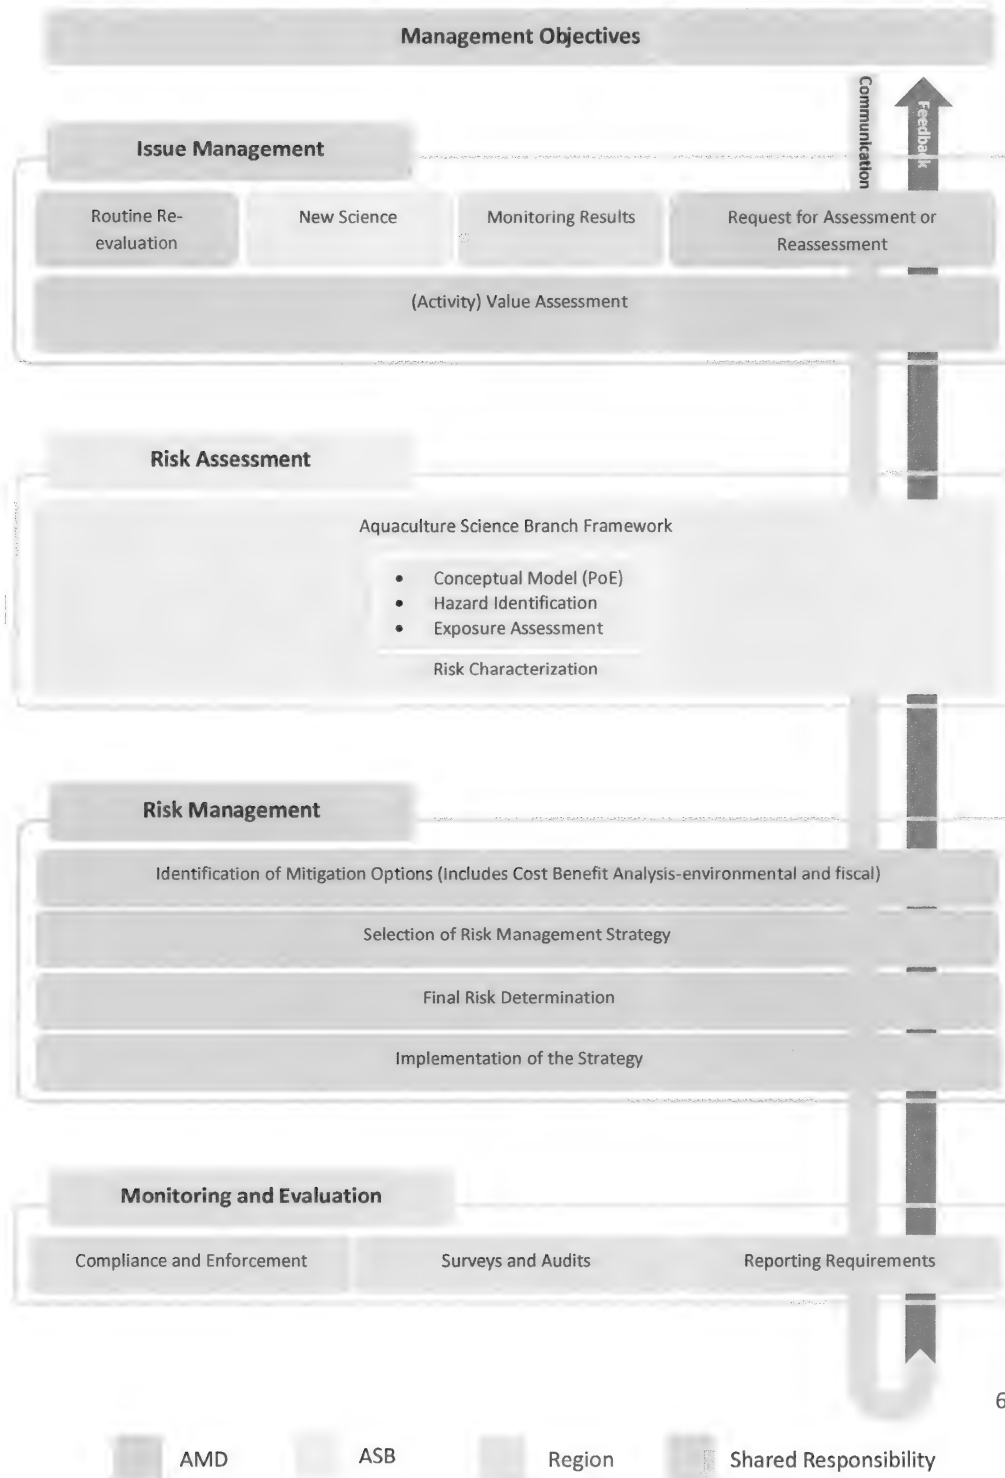 Management Objectives
Communication
Feedback
Issue Management
Routine Re-
evaluation
New Science
Monitoring Results
Request for Assessment or
Reassessment
(Activity) Value Assessment
Risk Assessment
Aquaculture Science Branch Framework
• Conceptual Model (PoE)
• Hazard Identification
• Exposure Assessment
Risk Characterization
Risk Management
Identification of Mitigation Options (Includes Cost Benefit Analysis-environmental and fiscal)
Selection of Risk Management Strategy
Final Risk Determination
Implementation of the Strategy
Monitoring and Evaluation
Compliance and Enforcement
Surveys and Audits
Reporting Requirements
6
AMD
ASB
Region
Shared Responsibility